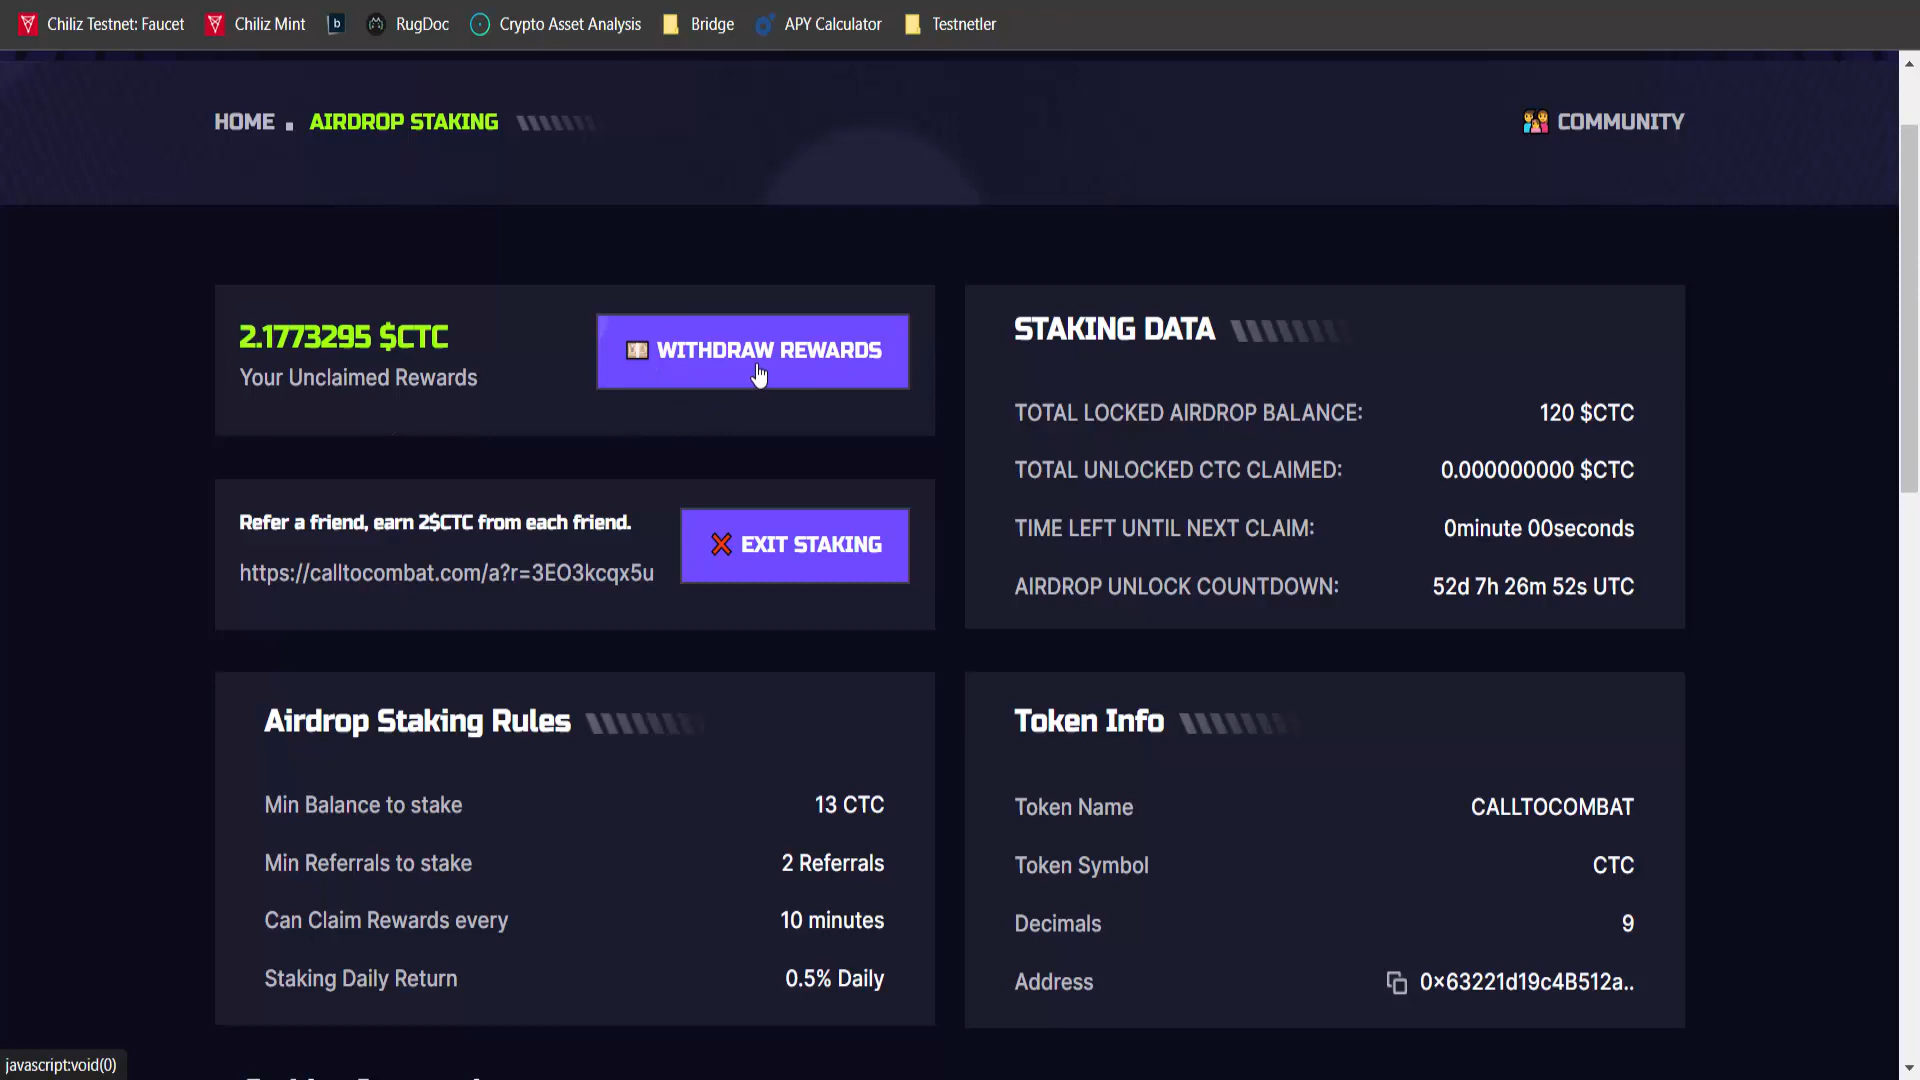 Chiliz Testnet: Faucet
Chiliz Mint
b
RugDoc
Crypto Asset Analysis
Bridge
APY Calculator
Testnetler
HOME . AIRDROP STAKING
COMMUNITY
2.1773295 $CTC
Your Unclaimed Rewards
WITHDRAW REWARDS
Refer a friend, earn 2$CTC from each friend.
https://calltocombat.com/a?r=3EO3kcqx5u
EXIT STAKING
STAKING DATA
TOTAL LOCKED AIRDROP BALANCE: 120 $CTC
TOTAL UNLOCKED CTC CLAIMED: 0.000000000 $CTC
TIME LEFT UNTIL NEXT CLAIM: 0minute 00seconds
AIRDROP UNLOCK COUNTDOWN: 52d 7h 26m 52s UTC
Airdrop Staking Rules
Min Balance to stake 13 CTC
Min Referrals to stake 2 Referrals
Can Claim Rewards every 10 minutes
Staking Daily Return 0.5% Daily
Token Info
Token Name CALLTOCOMBAT
Token Symbol CTC
Decimals 9
Address 0x63221d19c4B512a..
javascript:void(0)